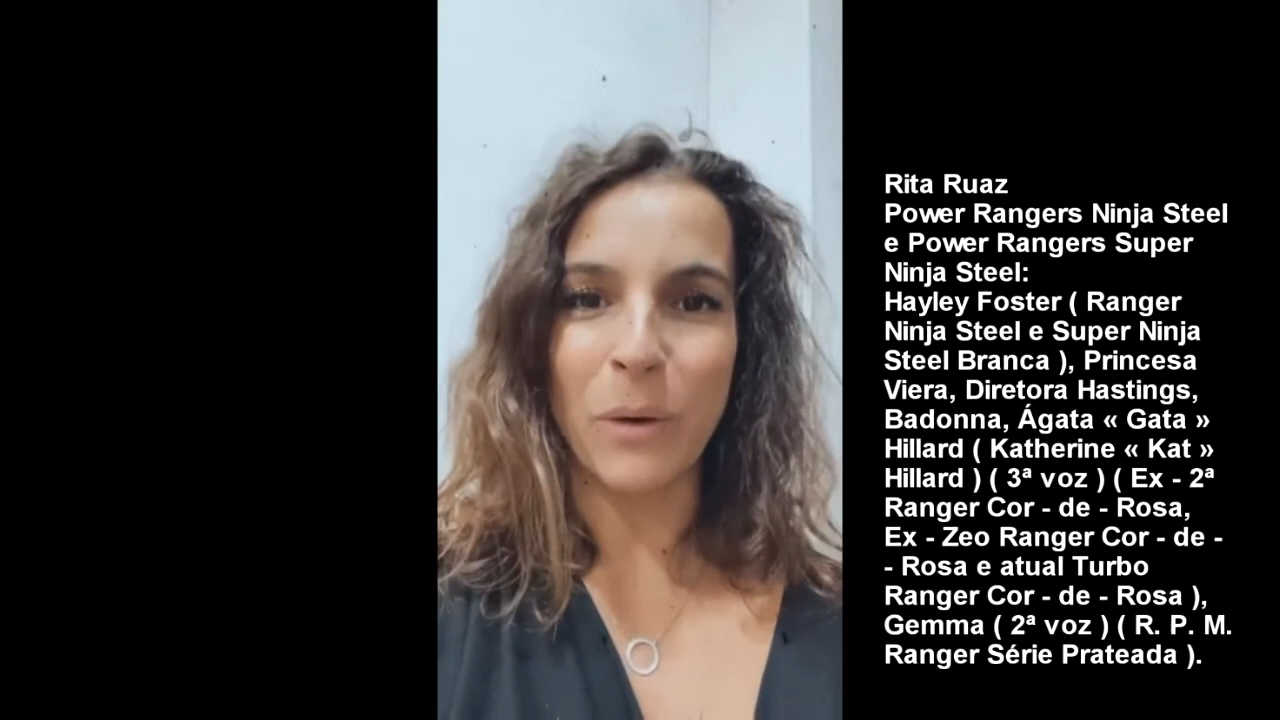 Rita Ruaz
Power Rangers Ninja Steel
e Power Rangers Super
Ninja Steel:
Hayley Foster ( Ranger
Ninja Steel e Super Ninja
Steel Branca ), Princesa
Viera, Diretora Hastings,
Badonna, Ágata « Gata »
Hillard ( Katherine « Kat »
Hillard ) ( 3ª voz ) ( Ex - 2ª
Ranger Cor - de - Rosa,
Ex - Zeo Ranger Cor - de -
- Rosa e atual Turbo
Ranger Cor - de - Rosa ),
Gemma ( 2ª voz ) ( R. P. M.
Ranger Série Prateada ).